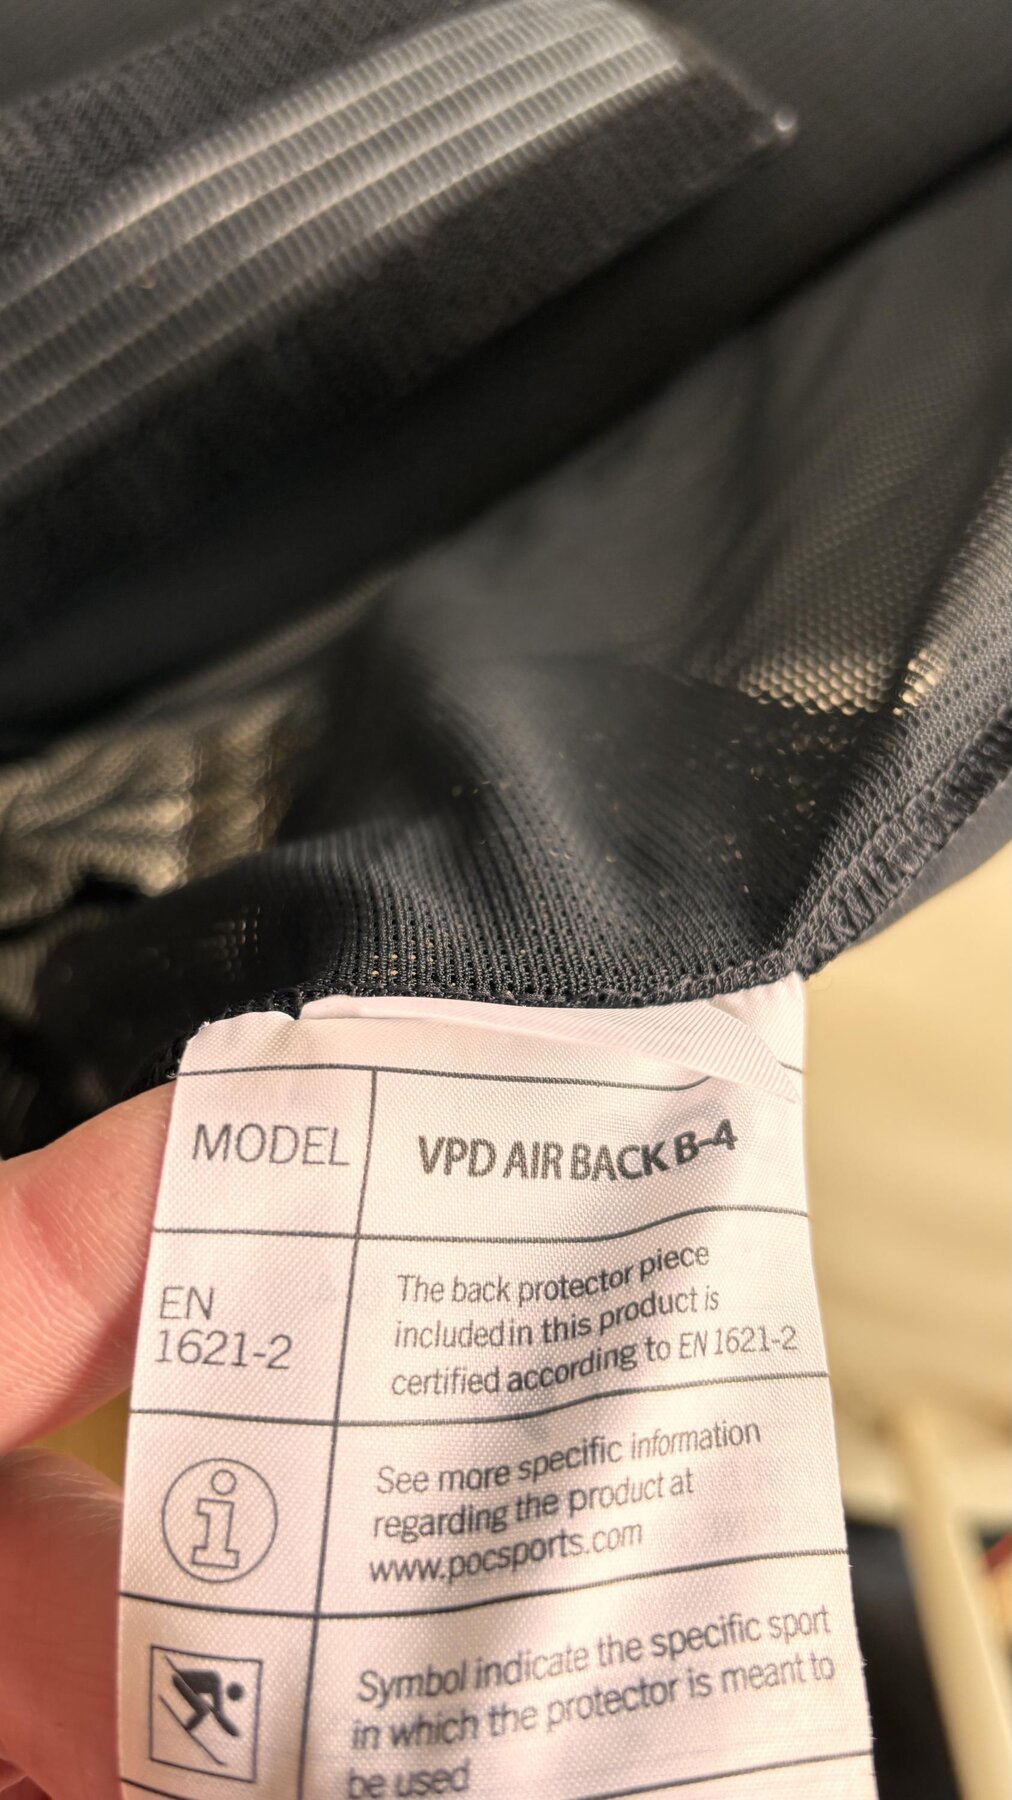 MODEL
VPD AIR BACK B-4
EN
1621-2
The back protector piece
includedin this product is
certified according to EN 1621-2
i
See more specific information
regarding the product at
www.pocsports.com
Symbol indicate the specific sport
in which the protector is meant to
be used